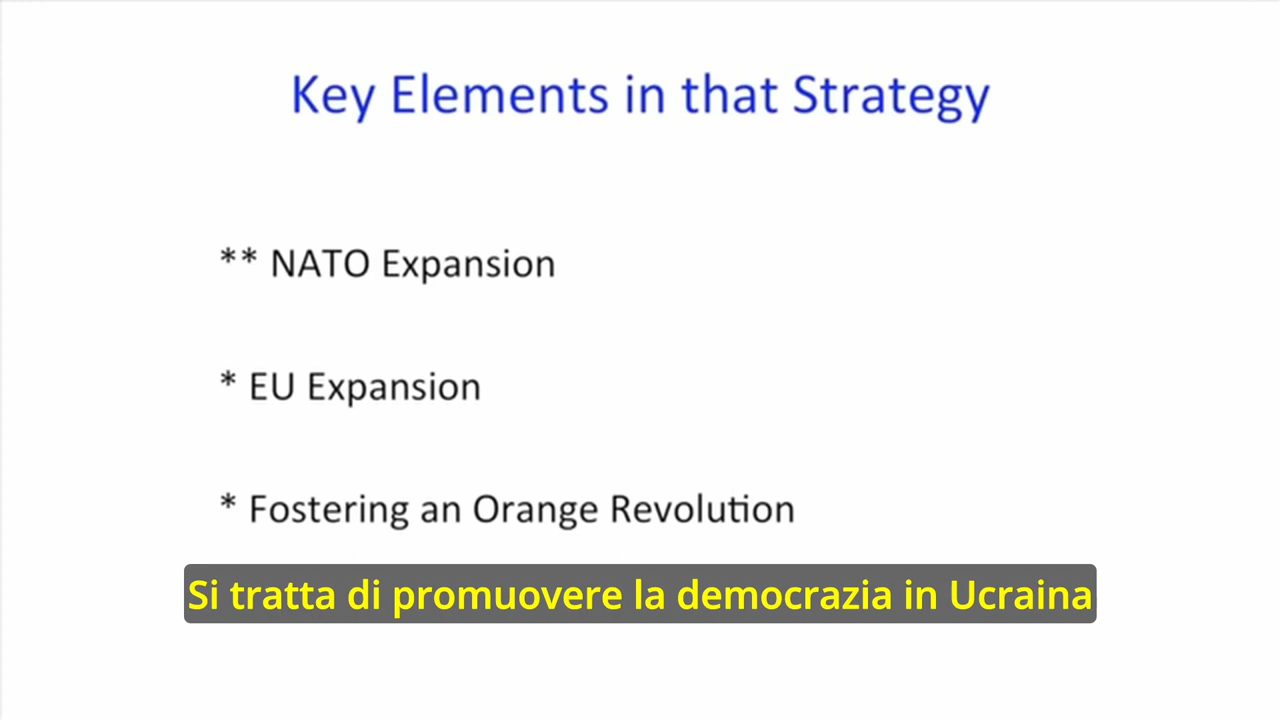 Key Elements in that Strategy
** NATO Expansion
* EU Expansion
* Fostering an Orange Revolution
Si tratta di promuovere la democrazia in Ucraina